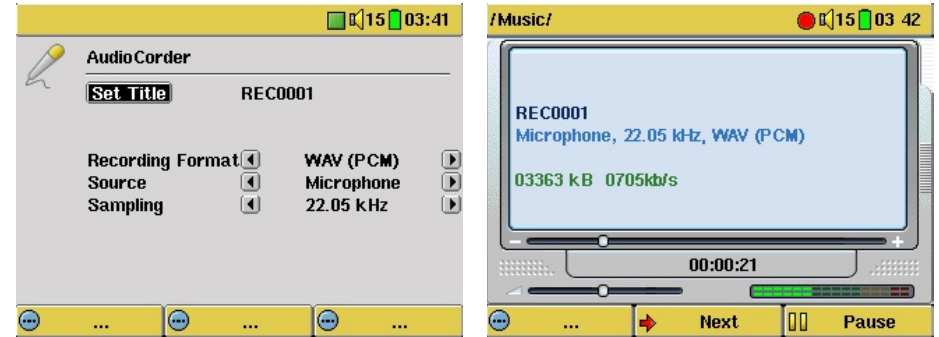 15 03:41
AudioCorder
Set Title REC0001
Recording Format WAV (PCM)
Source Microphone
Sampling 22.05 kHz
... ... ...
/Music/ 15 03 42
REC0001
Microphone, 22.05 kHz, WAV (PCM)
03363 kB 0705kb/s
- +
00:00:21
... Next Pause